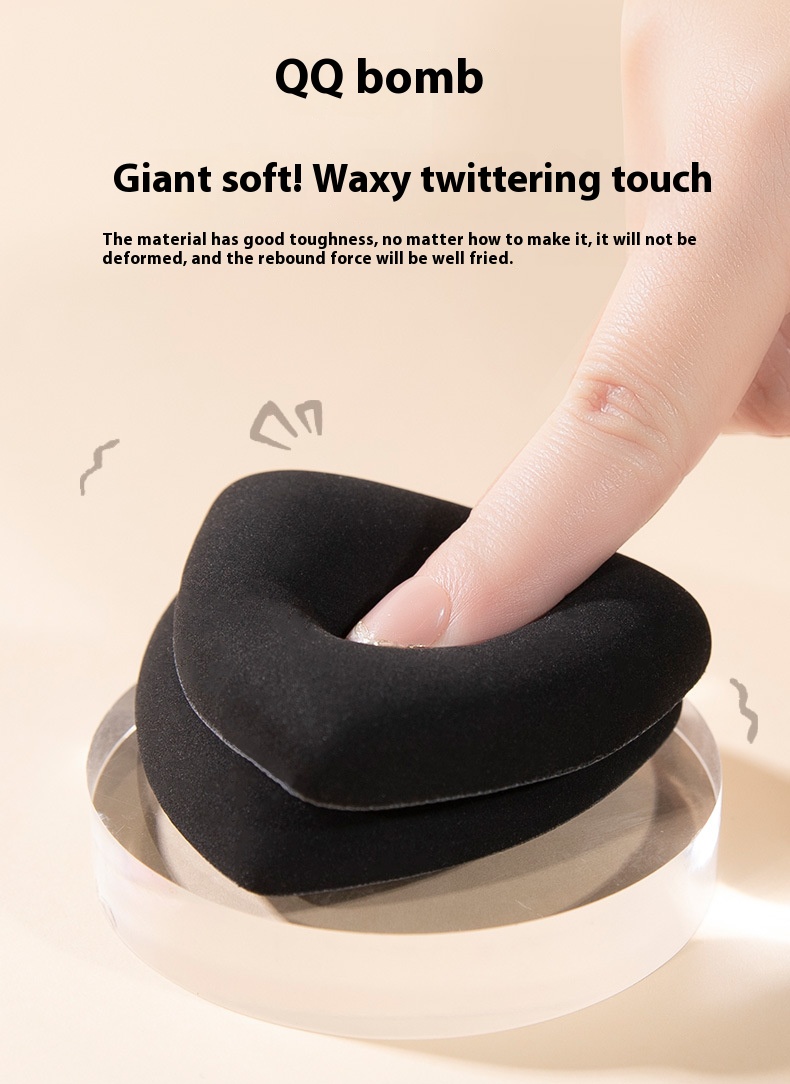 QQ bomb
Giant soft! Waxy twittering touch
The material has good toughness, no matter how to make it, it will not be
deformed, and the rebound force will be well fried.